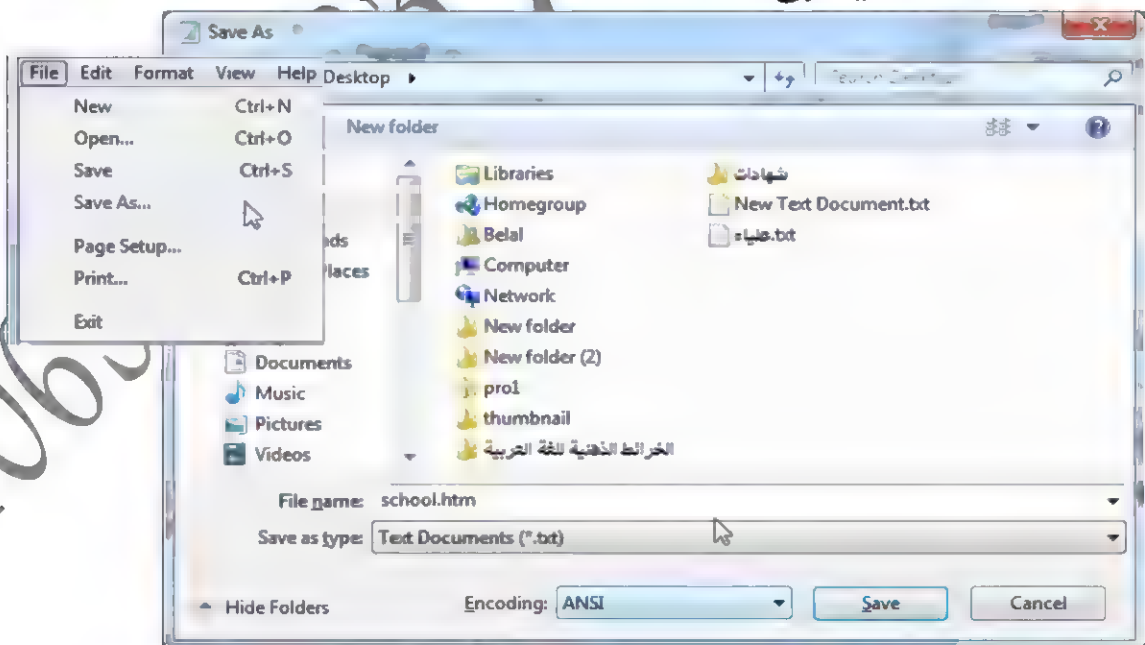 Save As
File Edit Format View Help
New Ctrl+N
Open... Ctrl+O
Save Ctrl+S
Save As...
Page Setup...
Print... Ctrl+P
Exit
Desktop
New folder
laces
Documents
Music
Pictures
Videos
Libraries
Homegroup
Belal
Computer
Network
New folder
New folder (2)
pro1
thumbnail
الخرائط الذهنية للغة العربية
شهادات
New Text Document.txt
علياء.txt
File name: school.htm
Save as type: Text Documents (*.txt)
Hide Folders
Encoding: ANSI
Save
Cancel